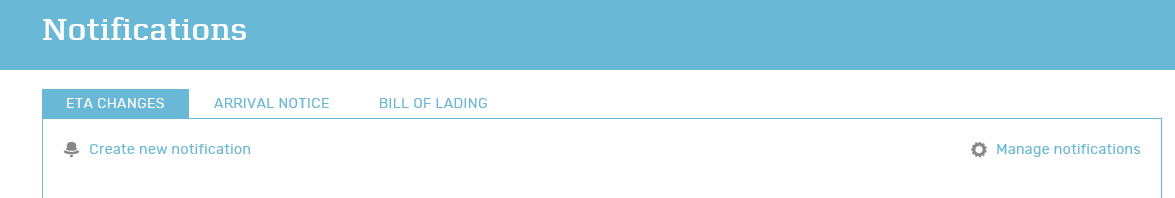 Notifications
ETA CHANGES ARRIVAL NOTICE BILL OF LADING
Create new notification Manage notifications